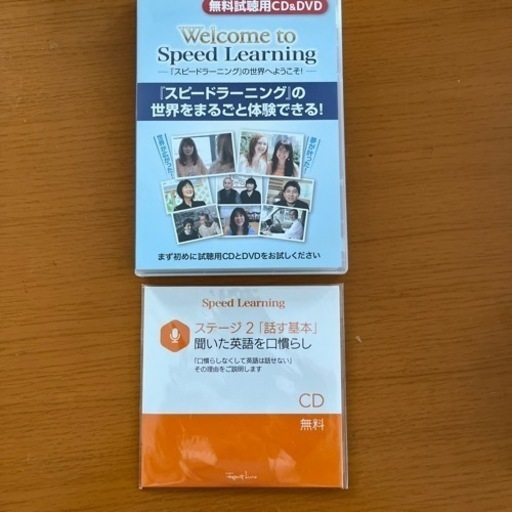 無料試聴用CD&DVD
Welcome to
Speed Learning
「スピードラーニング」の世界へようこそ!
『スピードラーニング』の
世界をまるごと体験できる!
夢が叶った!
まず初めに試聴用CDとDVDをお試しください
Speed Learning
ステージ2「話す基本」
聞いた英語を口慣らし
「口慣らしなくして英語は話せない」
その理由をご説明します
CD
無料